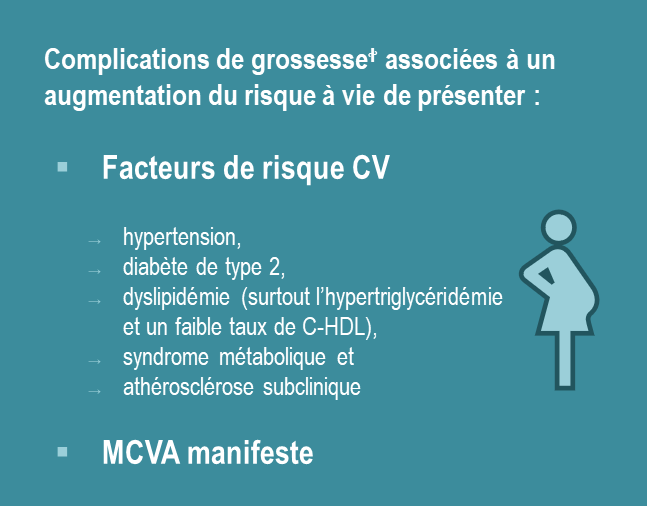 Complications de grossesse⸸ associées à un
augmentation du risque à vie de présenter :
▪ Facteurs de risque CV
→ hypertension,
→ diabète de type 2,
→ dyslipidémie (surtout l’hypertriglycéridémie
et un faible taux de C-HDL),
→ syndrome métabolique et
→ athérosclérose subclinique
▪ MCVA manifeste